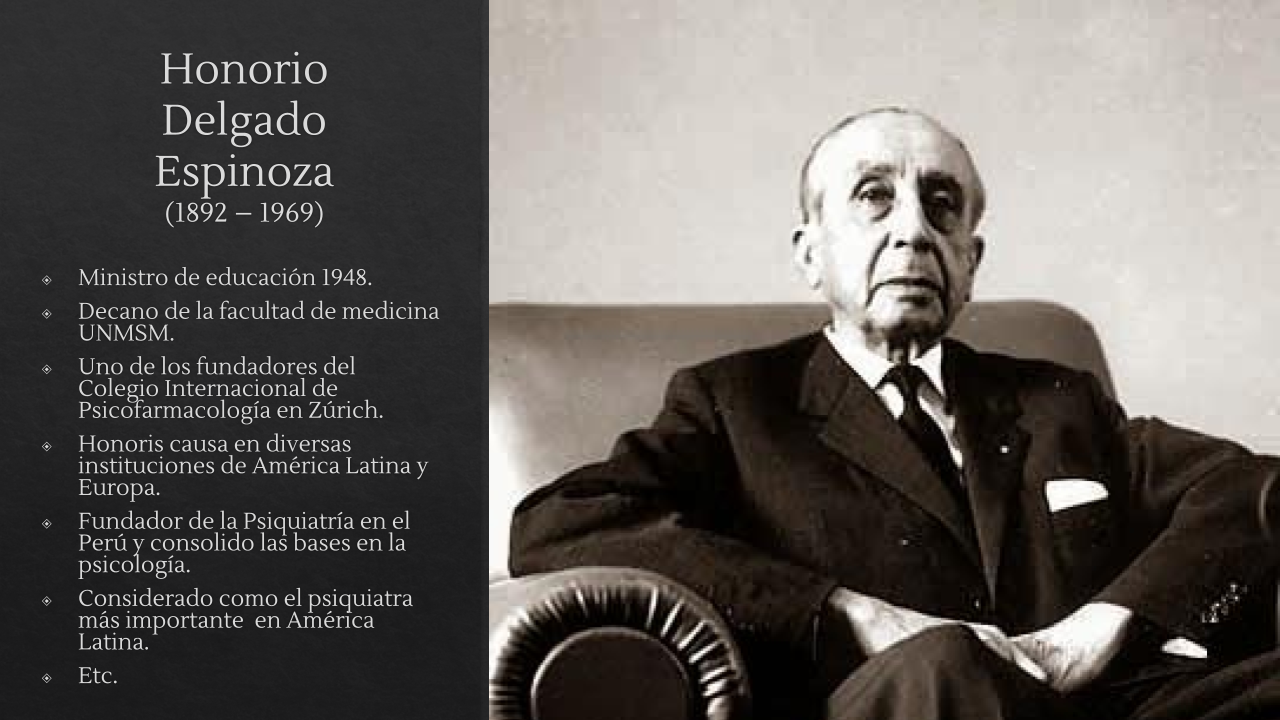 Honorio
Delgado
Espinoza
(1892 – 1969)
Ministro de educación 1948.
Decano de la facultad de medicina
UNMSM.
Uno de los fundadores del
Colegio Internacional de
Psicofarmacología en Zúrich.
Honoris causa en diversas
instituciones de América Latina y
Europa.
Fundador de la Psiquiatría en el
Perú y consolido las bases en la
psicología.
Considerado como el psiquiatra
más importante  en América
Latina.
Etc.